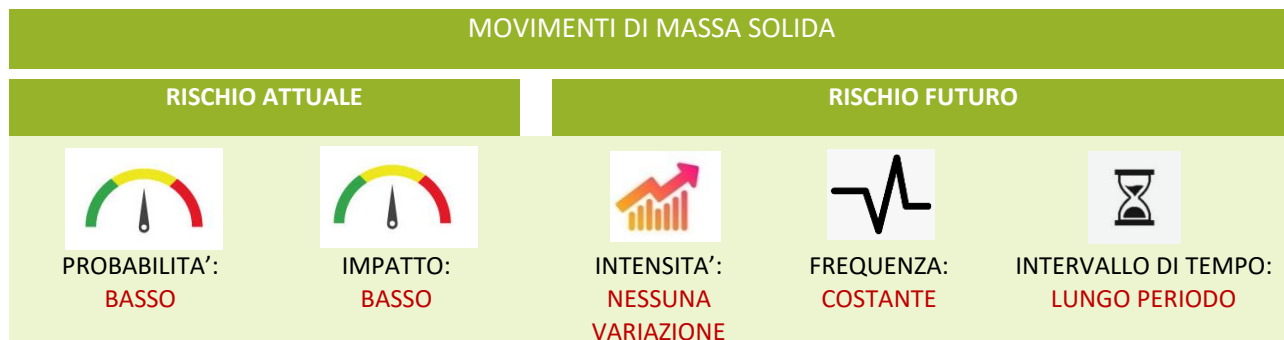 MOVIMENTI DI MASSA SOLIDA
RISCHIO ATTUALE
RISCHIO FUTURO
PROBABILITA’:
BASSO
IMPATTO:
BASSO
INTENSITA’:
NESSUNA
VARIAZIONE
FREQUENZA:
COSTANTE
INTERVALLO DI TEMPO:
LUNGO PERIODO